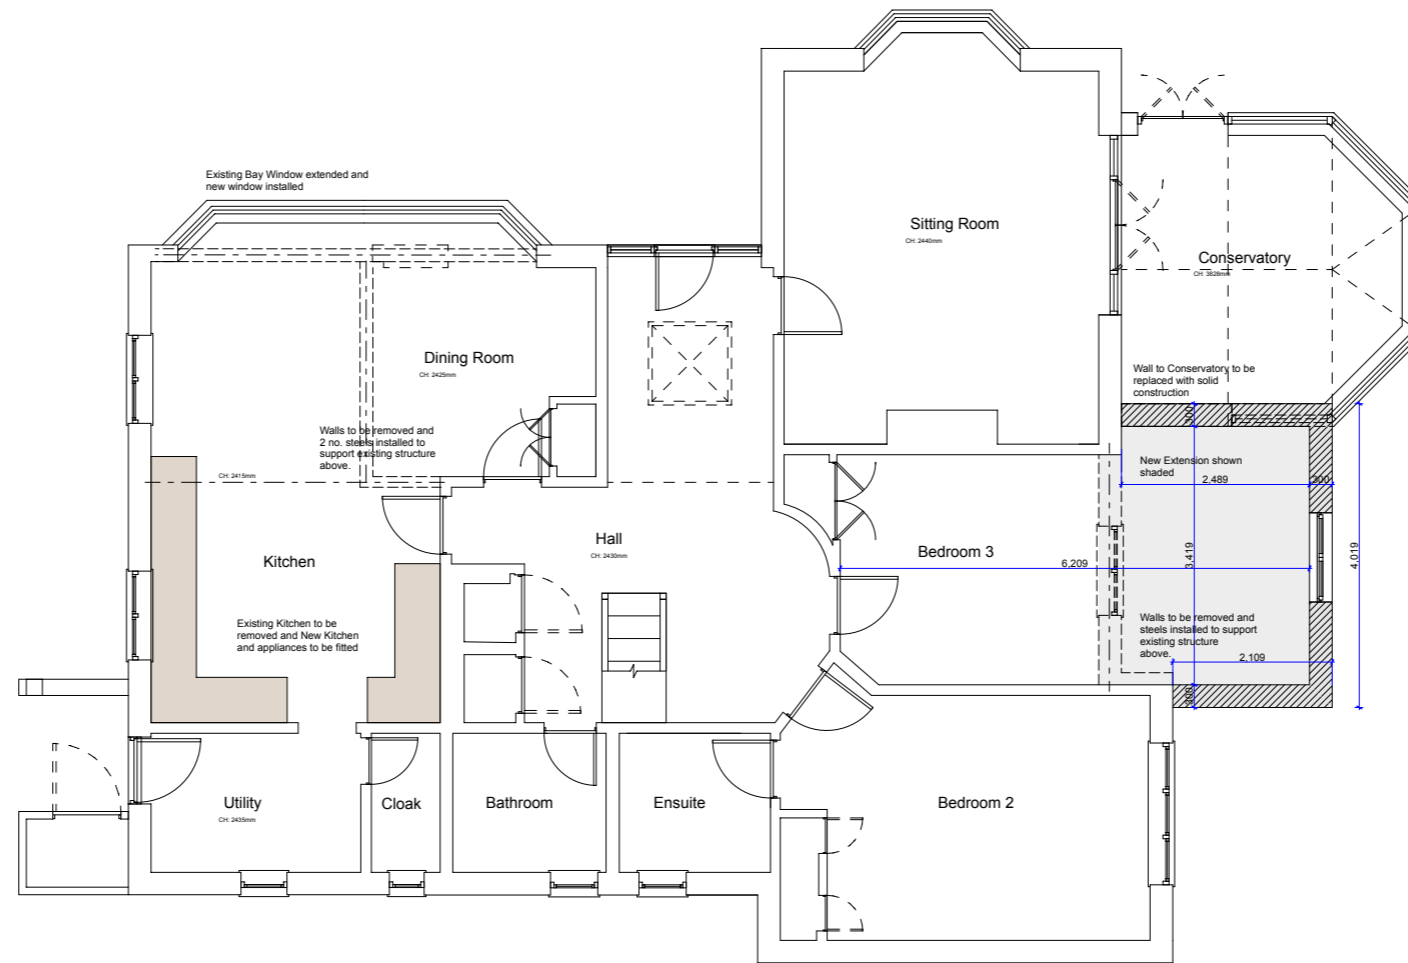 Existing Bay Window extended and
new window installed
Sitting Room
CH: 2440mm
Conservatory
CH: 3828mm
Dining Room
CH: 2425mm
Wall to Conservatory to be
replaced with solid
construction
300
Walls to be removed and
2 no. steels installed to
support existing structure
above.
New Extension shown
shaded
2,489
300
CH: 2415mm
Hall
CH: 2430mm
Kitchen
Bedroom 3
6,209
3,419
4,019
Existing Kitchen to be
removed and New Kitchen
and appliances to be fitted
Walls to be removed and
steels installed to support
existing structure
above.
2,109
300
Utility
CH: 2435mm
Cloak
Bathroom
Ensuite
Bedroom 2